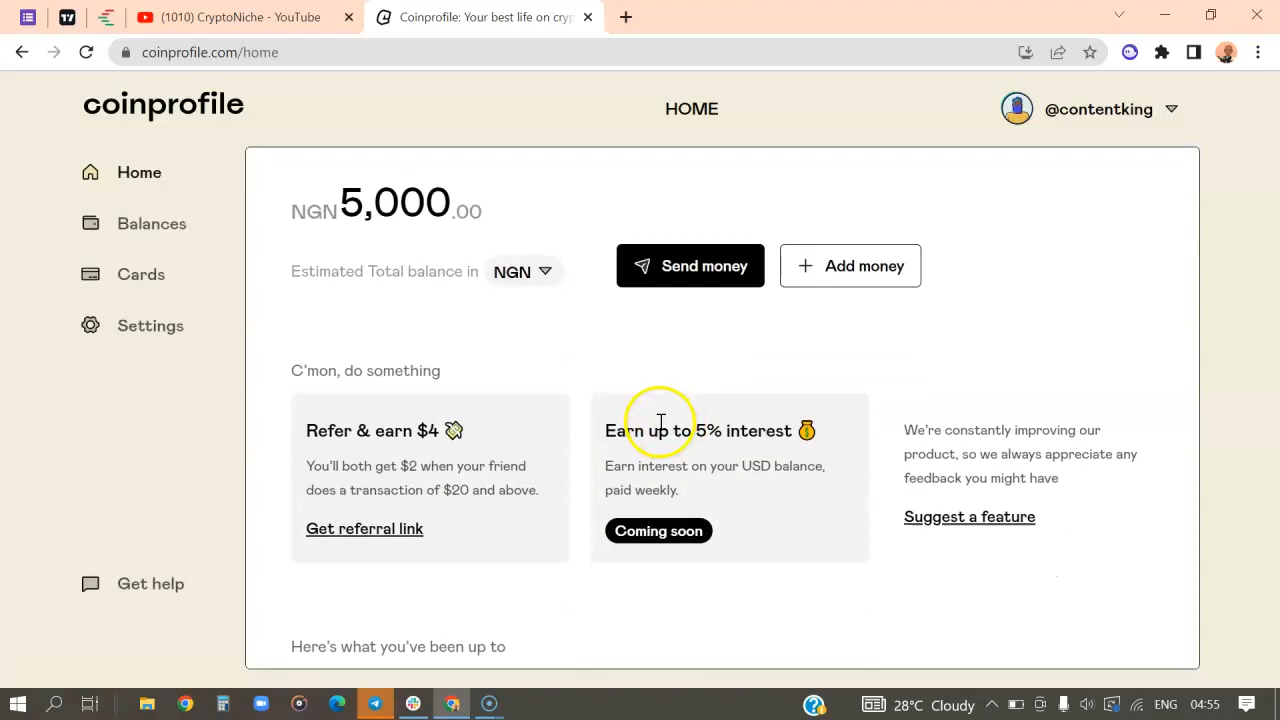 (1010) CryptoNiche - YouTube
Coinprofile: Your best life on cryp
coinprofile.com/home
coinprofile
HOME
@contentking
Home
Balances
Cards
Settings
Get help
NGN 5,000.00
Estimated Total balance in NGN
Send money
Add money
C'mon, do something
Refer & earn $4
You'll both get $2 when your friend
does a transaction of $20 and above.
Get referral link
Earn up to 5% interest
Earn interest on your USD balance,
paid weekly.
Coming soon
We're constantly improving our
product, so we always appreciate any
feedback you might have
Suggest a feature
Here's what you've been up to
28°C Cloudy
04:55